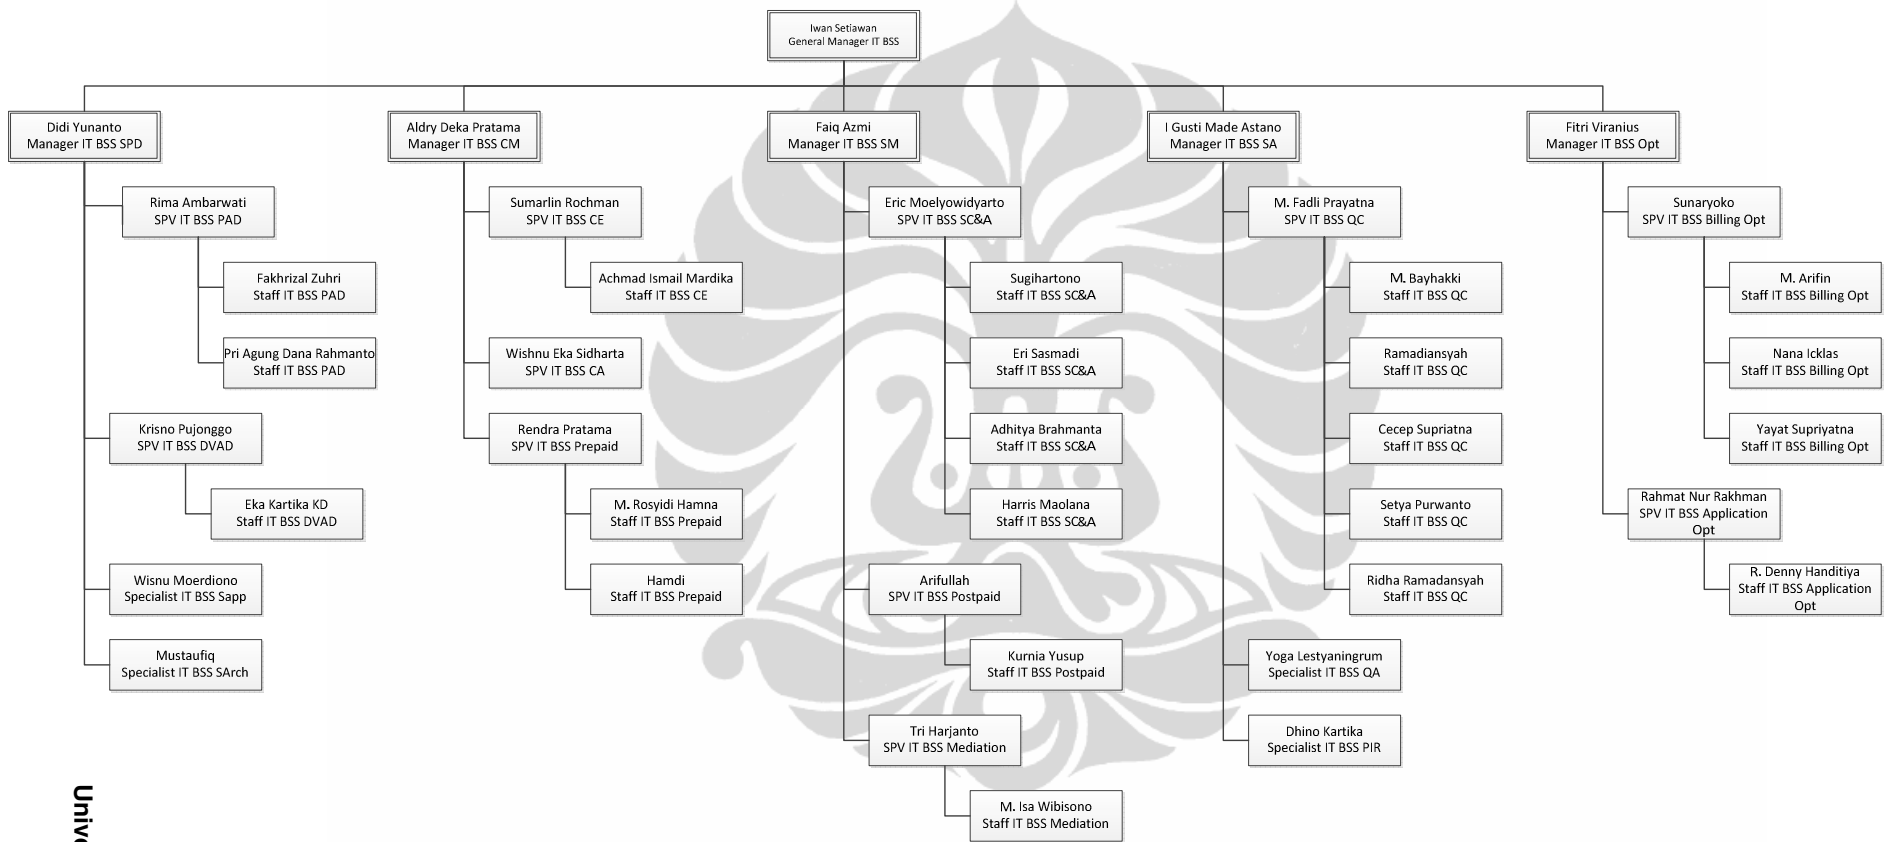 Iwan Setiawan
General Manager IT BSS
Didi Yunanto
Manager IT BSS SPD
Rima Ambarwati
SPV IT BSS PAD
Fakhrizal Zuhri
Staff IT BSS PAD
Pri Agung Dana Rahmanto
Staff IT BSS PAD
Krisno Pujonggo
SPV IT BSS DVAD
Eka Kartika KD
Staff IT BSS DVAD
Wisnu Moerdiono
Specialist IT BSS Sapp
Mustaufiq
Specialist IT BSS SArch
Aldry Deka Pratama
Manager IT BSS CM
Sumarlin Rochman
SPV IT BSS CE
Achmad Ismail Mardika
Staff IT BSS CE
Wishnu Eka Sidharta
SPV IT BSS CA
Rendra Pratama
SPV IT BSS Prepaid
M. Rosyidi Hamna
Staff IT BSS Prepaid
Hamdi
Staff IT BSS Prepaid
Faiq Azmi
Manager IT BSS SM
Eric Moelyowidyarto
SPV IT BSS SC&A
Sugihartono
Staff IT BSS SC&A
Eri Sasmadi
Staff IT BSS SC&A
Adhitya Brahmanta
Staff IT BSS SC&A
Harris Maolana
Staff IT BSS SC&A
Arifullah
SPV IT BSS Postpaid
Kurnia Yusup
Staff IT BSS Postpaid
Tri Harjanto
SPV IT BSS Mediation
M. Isa Wibisono
Staff IT BSS Mediation
I Gusti Made Astano
Manager IT BSS SA
M. Fadli Prayatna
SPV IT BSS QC
M. Bayhakki
Staff IT BSS QC
Ramadiansyah
Staff IT BSS QC
Cecep Supriatna
Staff IT BSS QC
Setya Purwanto
Staff IT BSS QC
Ridha Ramadansyah
Staff IT BSS QC
Yoga Lestyaningrum
Specialist IT BSS QA
Dhino Kartika
Specialist IT BSS PIR
Fitri Viranius
Manager IT BSS Opt
Sunaryoko
SPV IT BSS Billing Opt
M. Arifin
Staff IT BSS Billing Opt
Nana Icklas
Staff IT BSS Billing Opt
Yayat Supriyatna
Staff IT BSS Billing Opt
Rahmat Nur Rakhman
SPV IT BSS Application
Opt
R. Denny Handitiya
Staff IT BSS Application
Opt